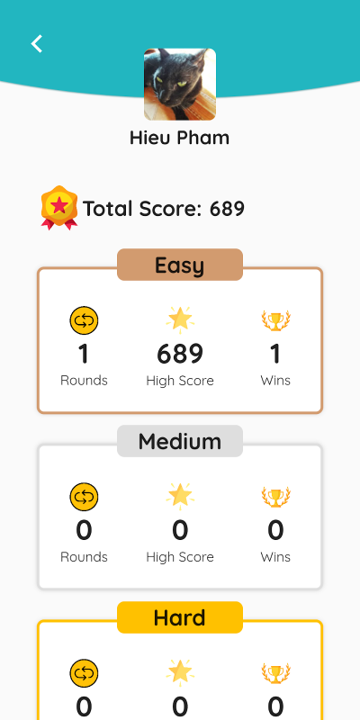 Hieu Pham
Total Score: 689
Easy
1 689 1
Rounds High Score Wins
Medium
0 0 0
Rounds High Score Wins
Hard
0 0 0